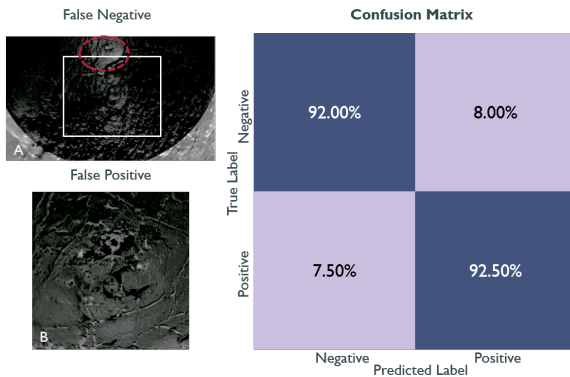 False Negative
A
False Positive
B
Confusion Matrix
True Label
Negative
92.00%
8.00%
Positive
7.50%
92.50%
Negative
Positive
Predicted Label